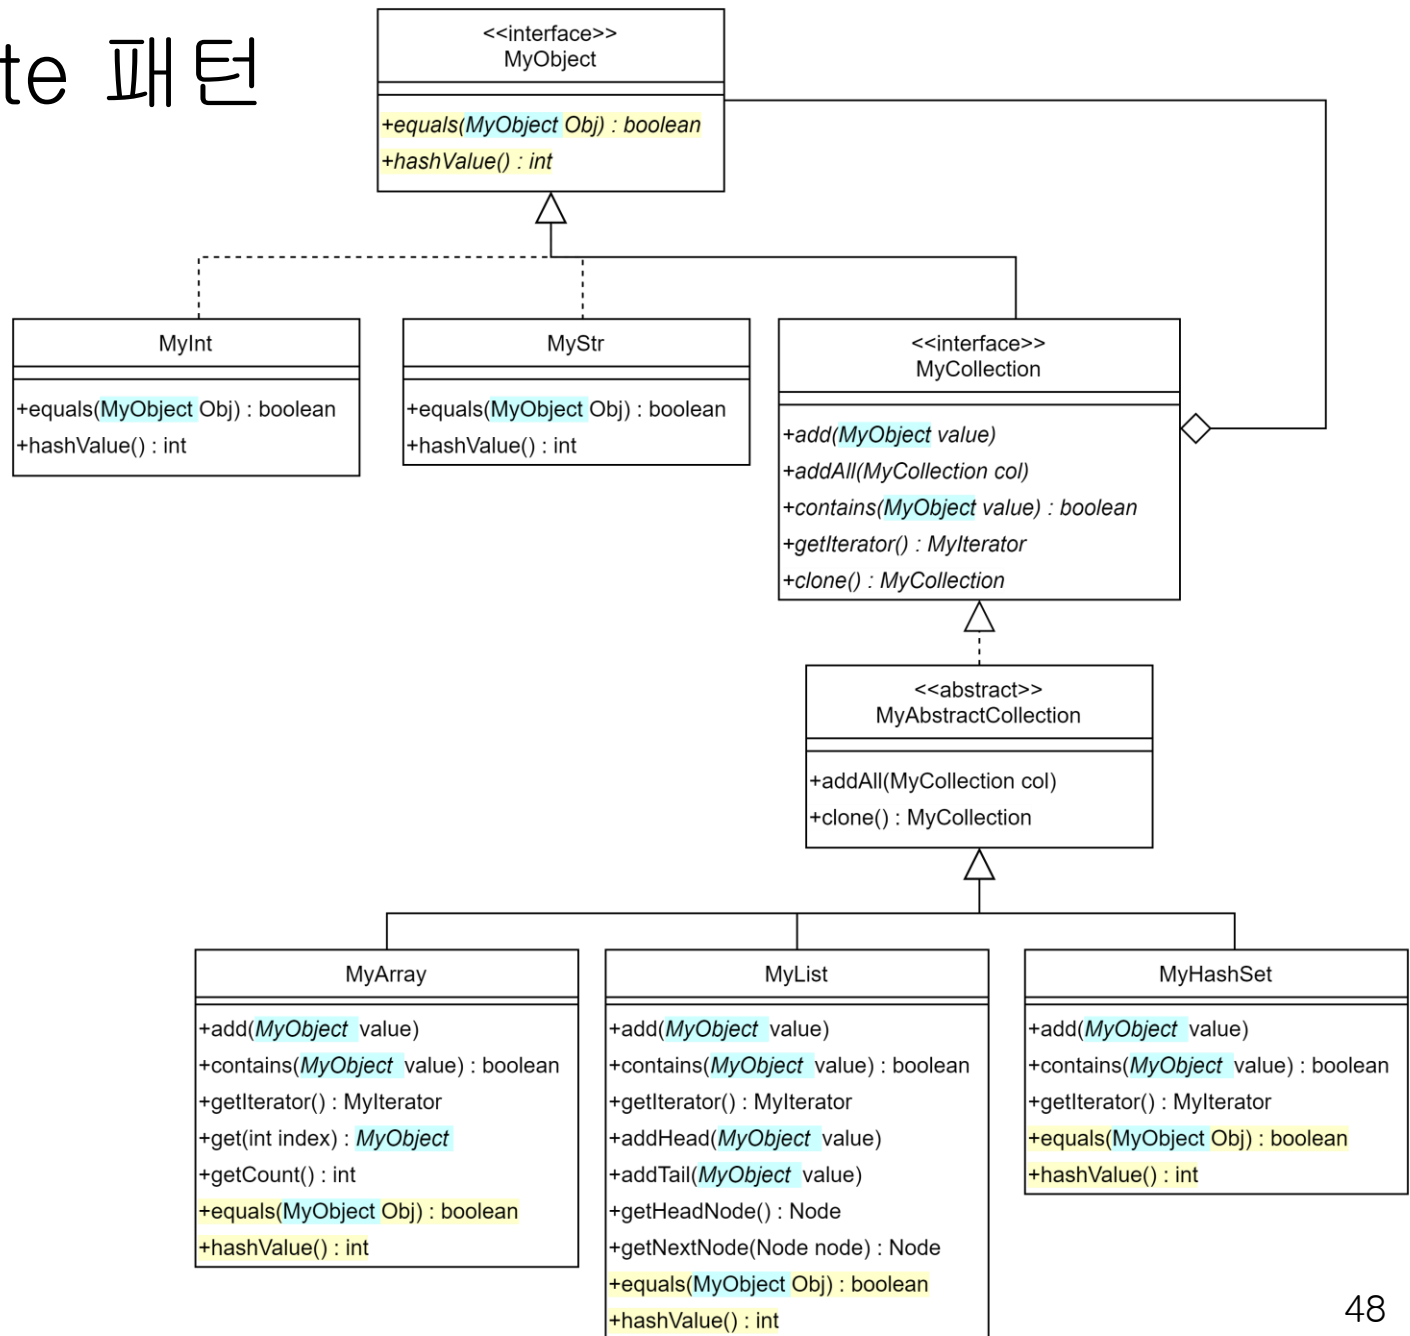 te 패턴
<<interface>>
MyObject
+equals(MyObject Obj) : boolean
+hashValue() : int
MyInt
+equals(MyObject Obj) : boolean
+hashValue() : int
MyStr
+equals(MyObject Obj) : boolean
+hashValue() : int
<<interface>>
MyCollection
+add(MyObject value)
+addAll(MyCollection col)
+contains(MyObject value) : boolean
+getIterator() : MyIterator
+clone() : MyCollection
<<abstract>>
MyAbstractCollection
+addAll(MyCollection col)
+clone() : MyCollection
MyArray
+add(MyObject value)
+contains(MyObject value) : boolean
+getIterator() : MyIterator
+get(int index) : MyObject
+getCount() : int
+equals(MyObject Obj) : boolean
+hashValue() : int
MyList
+add(MyObject value)
+contains(MyObject value) : boolean
+getIterator() : MyIterator
+addHead(MyObject value)
+addTail(MyObject value)
+getHeadNode() : Node
+getNextNode(Node node) : Node
+equals(MyObject Obj) : boolean
+hashValue() : int
MyHashSet
+add(MyObject value)
+contains(MyObject value) : boolean
+getIterator() : MyIterator
+equals(MyObject Obj) : boolean
+hashValue() : int
48